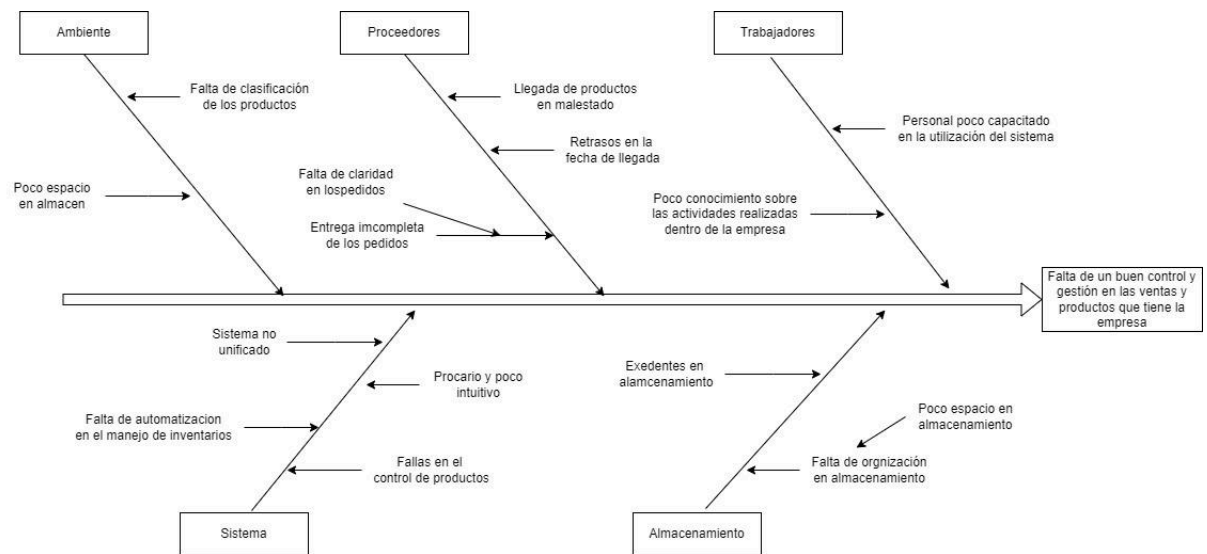 Ambiente
Proceedores
Trabajadores
Falta de clasificación
de los productos
Llegada de productos
en malestado
Personal poco capacitado
en la utilización del sistema
Retrasos en la
fecha de llegada
Falta de claridad
en lospedidos
Poco espacio
en almacen
Poco conocimiento sobre
las actividades realizadas
dentro de la empresa
Entrega imcompleta
de los pedidos
Falta de un buen control y
gestión en las ventas y
productos que tiene la
empresa
Sistema no
unificado
Exedentes en
alamcenamiento
Procario y poco
intuitivo
Falta de automatizacion
en el manejo de inventarios
Poco espacio en
almacenamiento
Fallas en el
control de productos
Falta de orgnización
en almacenamiento
Sistema
Almacenamiento